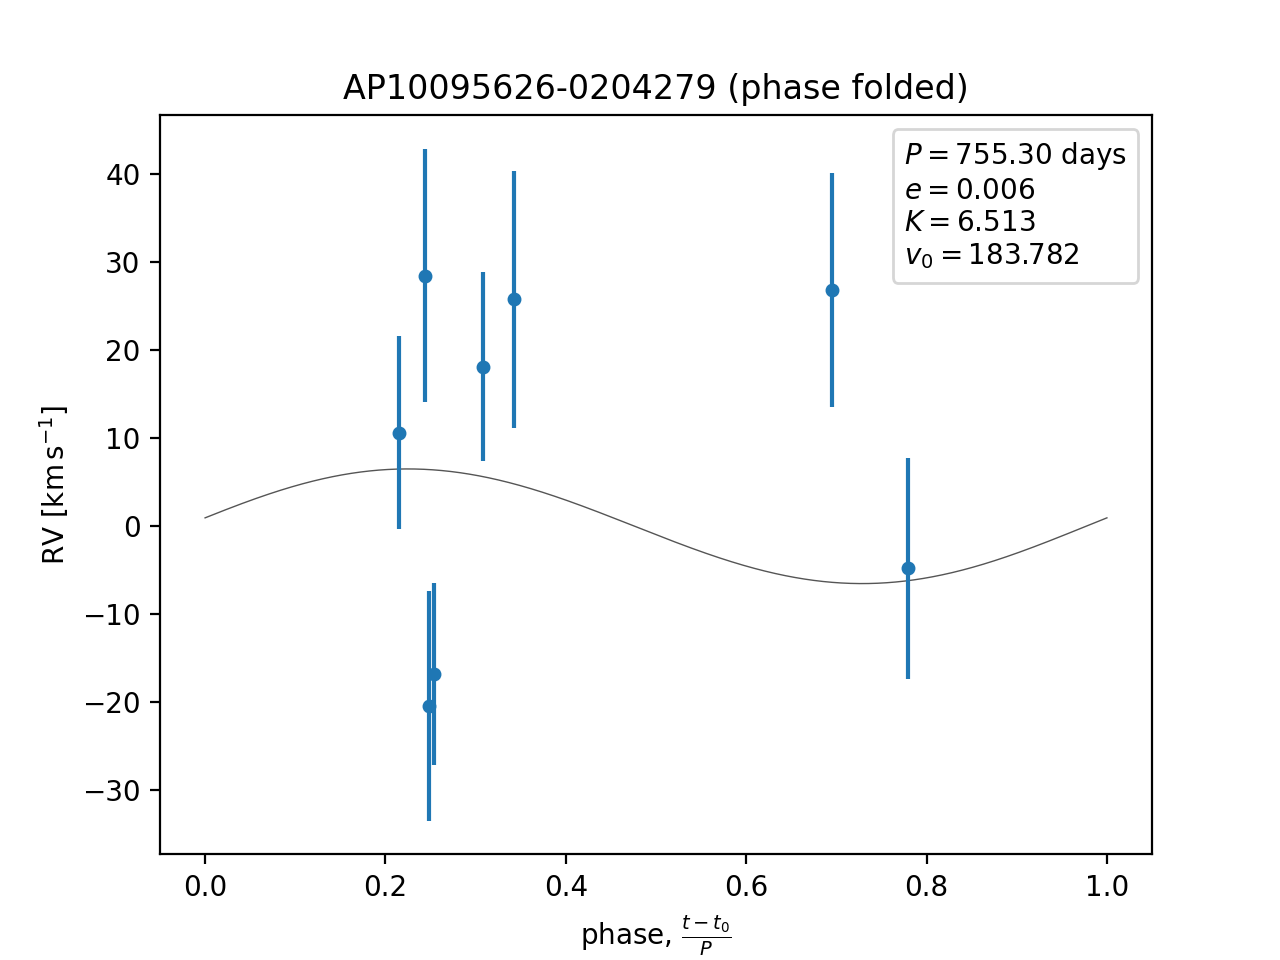 AP10095626-0204279 (phase folded)
P = 755.30 days
e = 0.006
K = 6.513
v₀ = 183.782
RV [km s⁻¹]
40
30
20
10
0
−10
−20
−30
0.0 0.2 0.4 0.6 0.8 1.0
phase, (t − t₀)/P